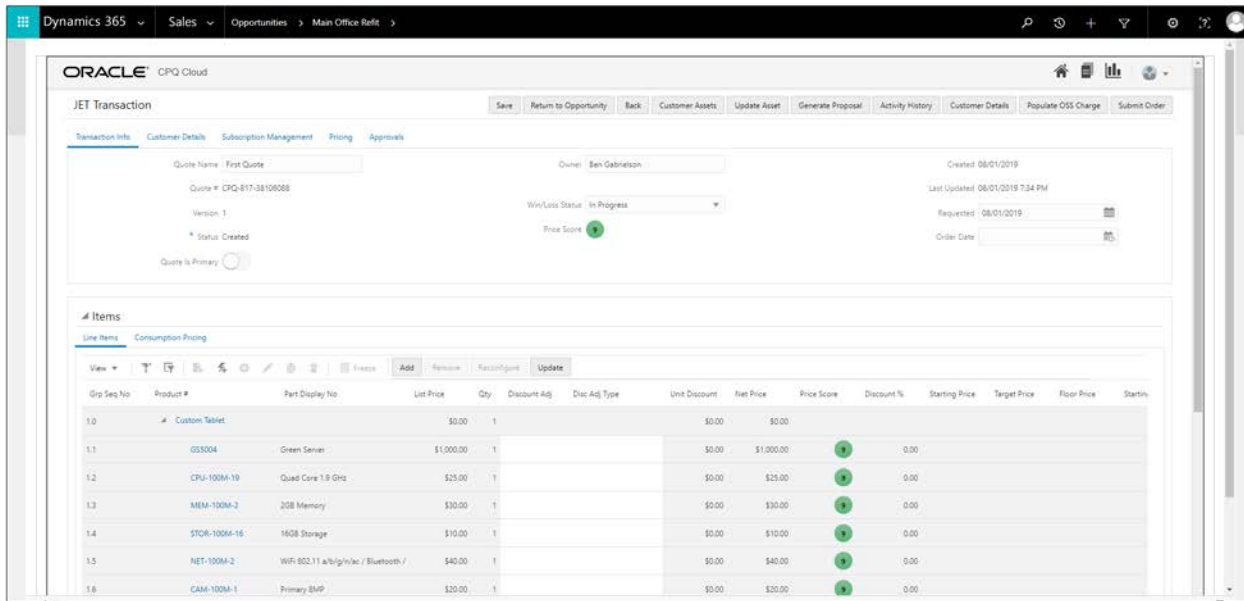 Dynamics 365 Sales Opportunities > Main Office Refit >
ORACLE CPQ Cloud
JET Transaction Save Return to Opportunity Back Customer Assets Update Asset Generate Proposal Activity History Customer Details Populate OSS Charge Submit Order
Transaction Info Customer Details Subscription Management Pricing Approvals
Quote Name First Quote Owner Ben Gabrielson Created 08/01/2019
Quote # CPQ-817-38106088 Last Updated 08/01/2019 7:34 PM
Win/Loss Status In Progress
Version 1 Requested 08/01/2019
Price Score 9
* Status Created Order Date
Quote Is Primary
Items
Line Items Consumption Pricing
View Freeze Add Remove Reconfigure Update
Grp Seq No Product # Part Display No List Price Qty Discount Adj Disc Adj Type Unit Discount Net Price Price Score Discount % Starting Price Target Price Floor Price Starting
1.0 Custom Tablet $0.00 1 $0.00 $0.00
1.1 GS5004 Green Server $1,000.00 1 $0.00 $1,000.00 9 0.00
1.2 CPU-100M-19 Quad Core 1.9 GHz $25.00 1 $0.00 $25.00 9 0.00
1.3 MEM-100M-2 2GB Memory $30.00 1 $0.00 $30.00 9 0.00
1.4 STOR-100M-16 16GB Storage $10.00 1 $0.00 $10.00 9 0.00
1.5 NET-100M-2 WiFi 802.11 a/b/g/n/ac / Bluetooth / $40.00 1 $0.00 $40.00 9 0.00
1.6 CAM-100M-1 Primary 8MP $20.00 1 $0.00 $20.00 9 0.00